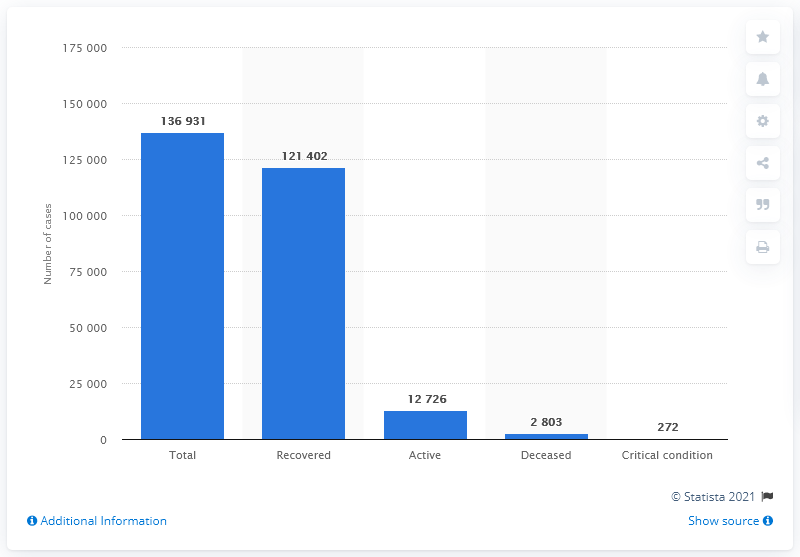 175 000
150 000
125 000
100 000
75 000
50 000
25 000
0
Number of cases
136 931
121 402
12 726
2 803
272
Total
Recovered
Active
Deceased
Critical condition
© Statista 2021
Additional Information
Show source